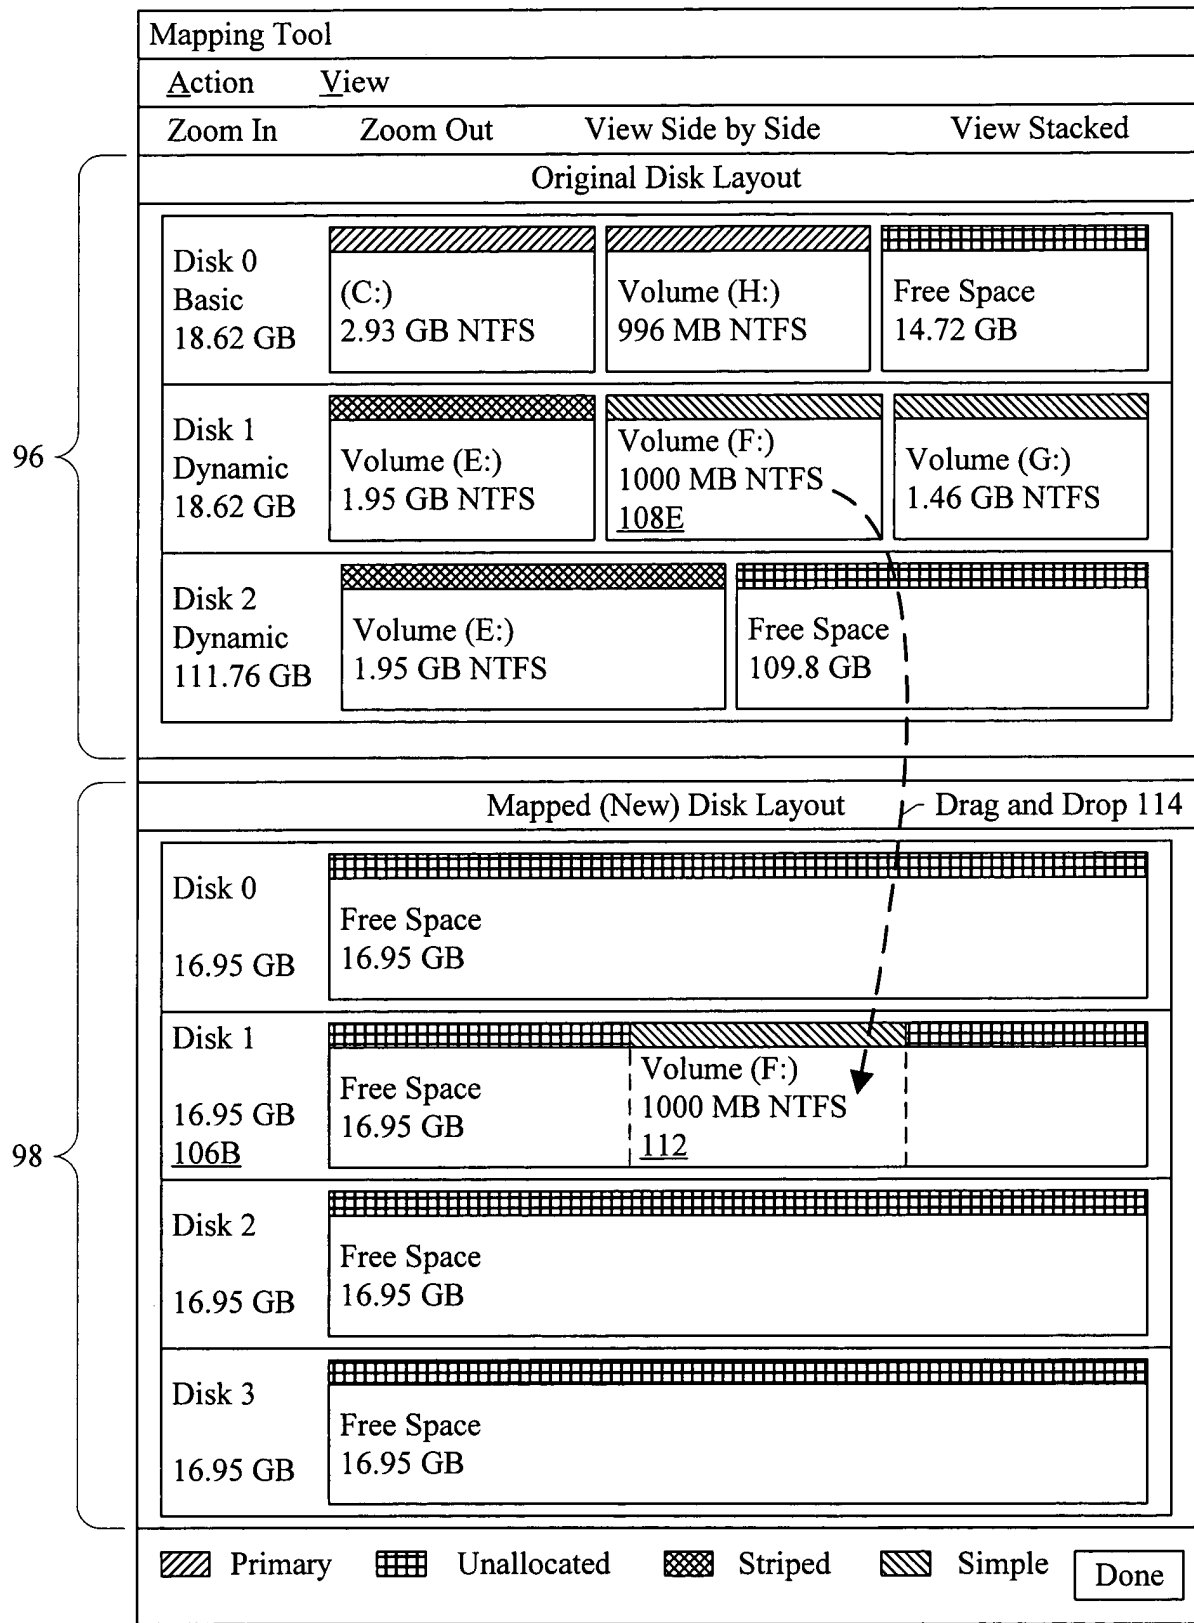 Mapping Tool
Action View
Zoom In Zoom Out View Side by Side View Stacked
Original Disk Layout
Disk 0
Basic
18.62 GB
(C:)
2.93 GB NTFS
Volume (H:)
996 MB NTFS
Free Space
14.72 GB
96
Disk 1
Dynamic
18.62 GB
Volume (E:)
1.95 GB NTFS
Volume (F:)
1000 MB NTFS
108E
Volume (G:)
1.46 GB NTFS
Disk 2
Dynamic
111.76 GB
Volume (E:)
1.95 GB NTFS
Free Space
109.8 GB
Mapped (New) Disk Layout
Drag and Drop 114
Disk 0
16.95 GB
Free Space
16.95 GB
98
Disk 1
16.95 GB
106B
Free Space
16.95 GB
Volume (F:)
1000 MB NTFS
112
Disk 2
16.95 GB
Free Space
16.95 GB
Disk 3
16.95 GB
Free Space
16.95 GB
Primary Unallocated Striped Simple Done